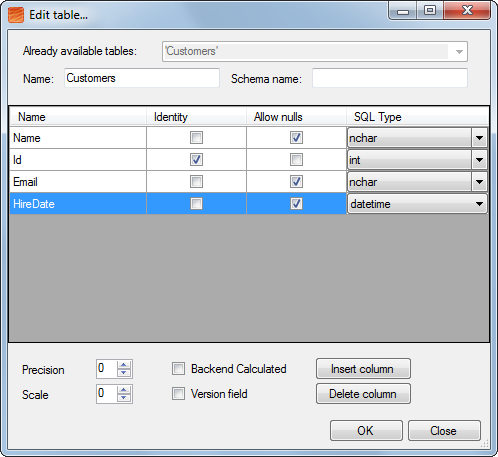 Edit table...
Already available tables: 'Customers'
Name: Customers Schema name:
Name Identity Allow nulls SQL Type
Name nchar
Id int
Email nchar
HireDate datetime
Precision 0 Backend Calculated Insert column
Scale 0 Version field Delete column
OK Close